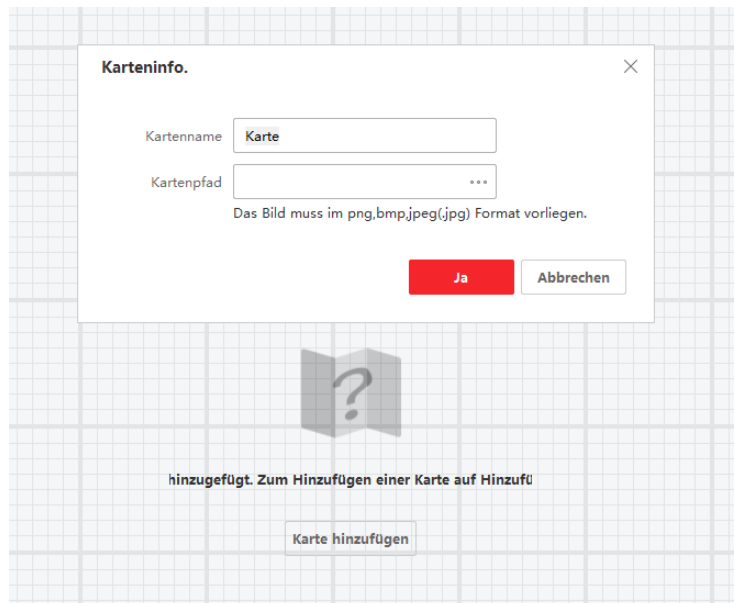 Karteninfo.
Kartenname Karte
Kartenpfad ...
Das Bild muss im png,bmp,jpeg(.jpg) Format vorliegen.
Ja Abbrechen
?
hinzugefügt. Zum Hinzufügen einer Karte auf Hinzufü
Karte hinzufügen